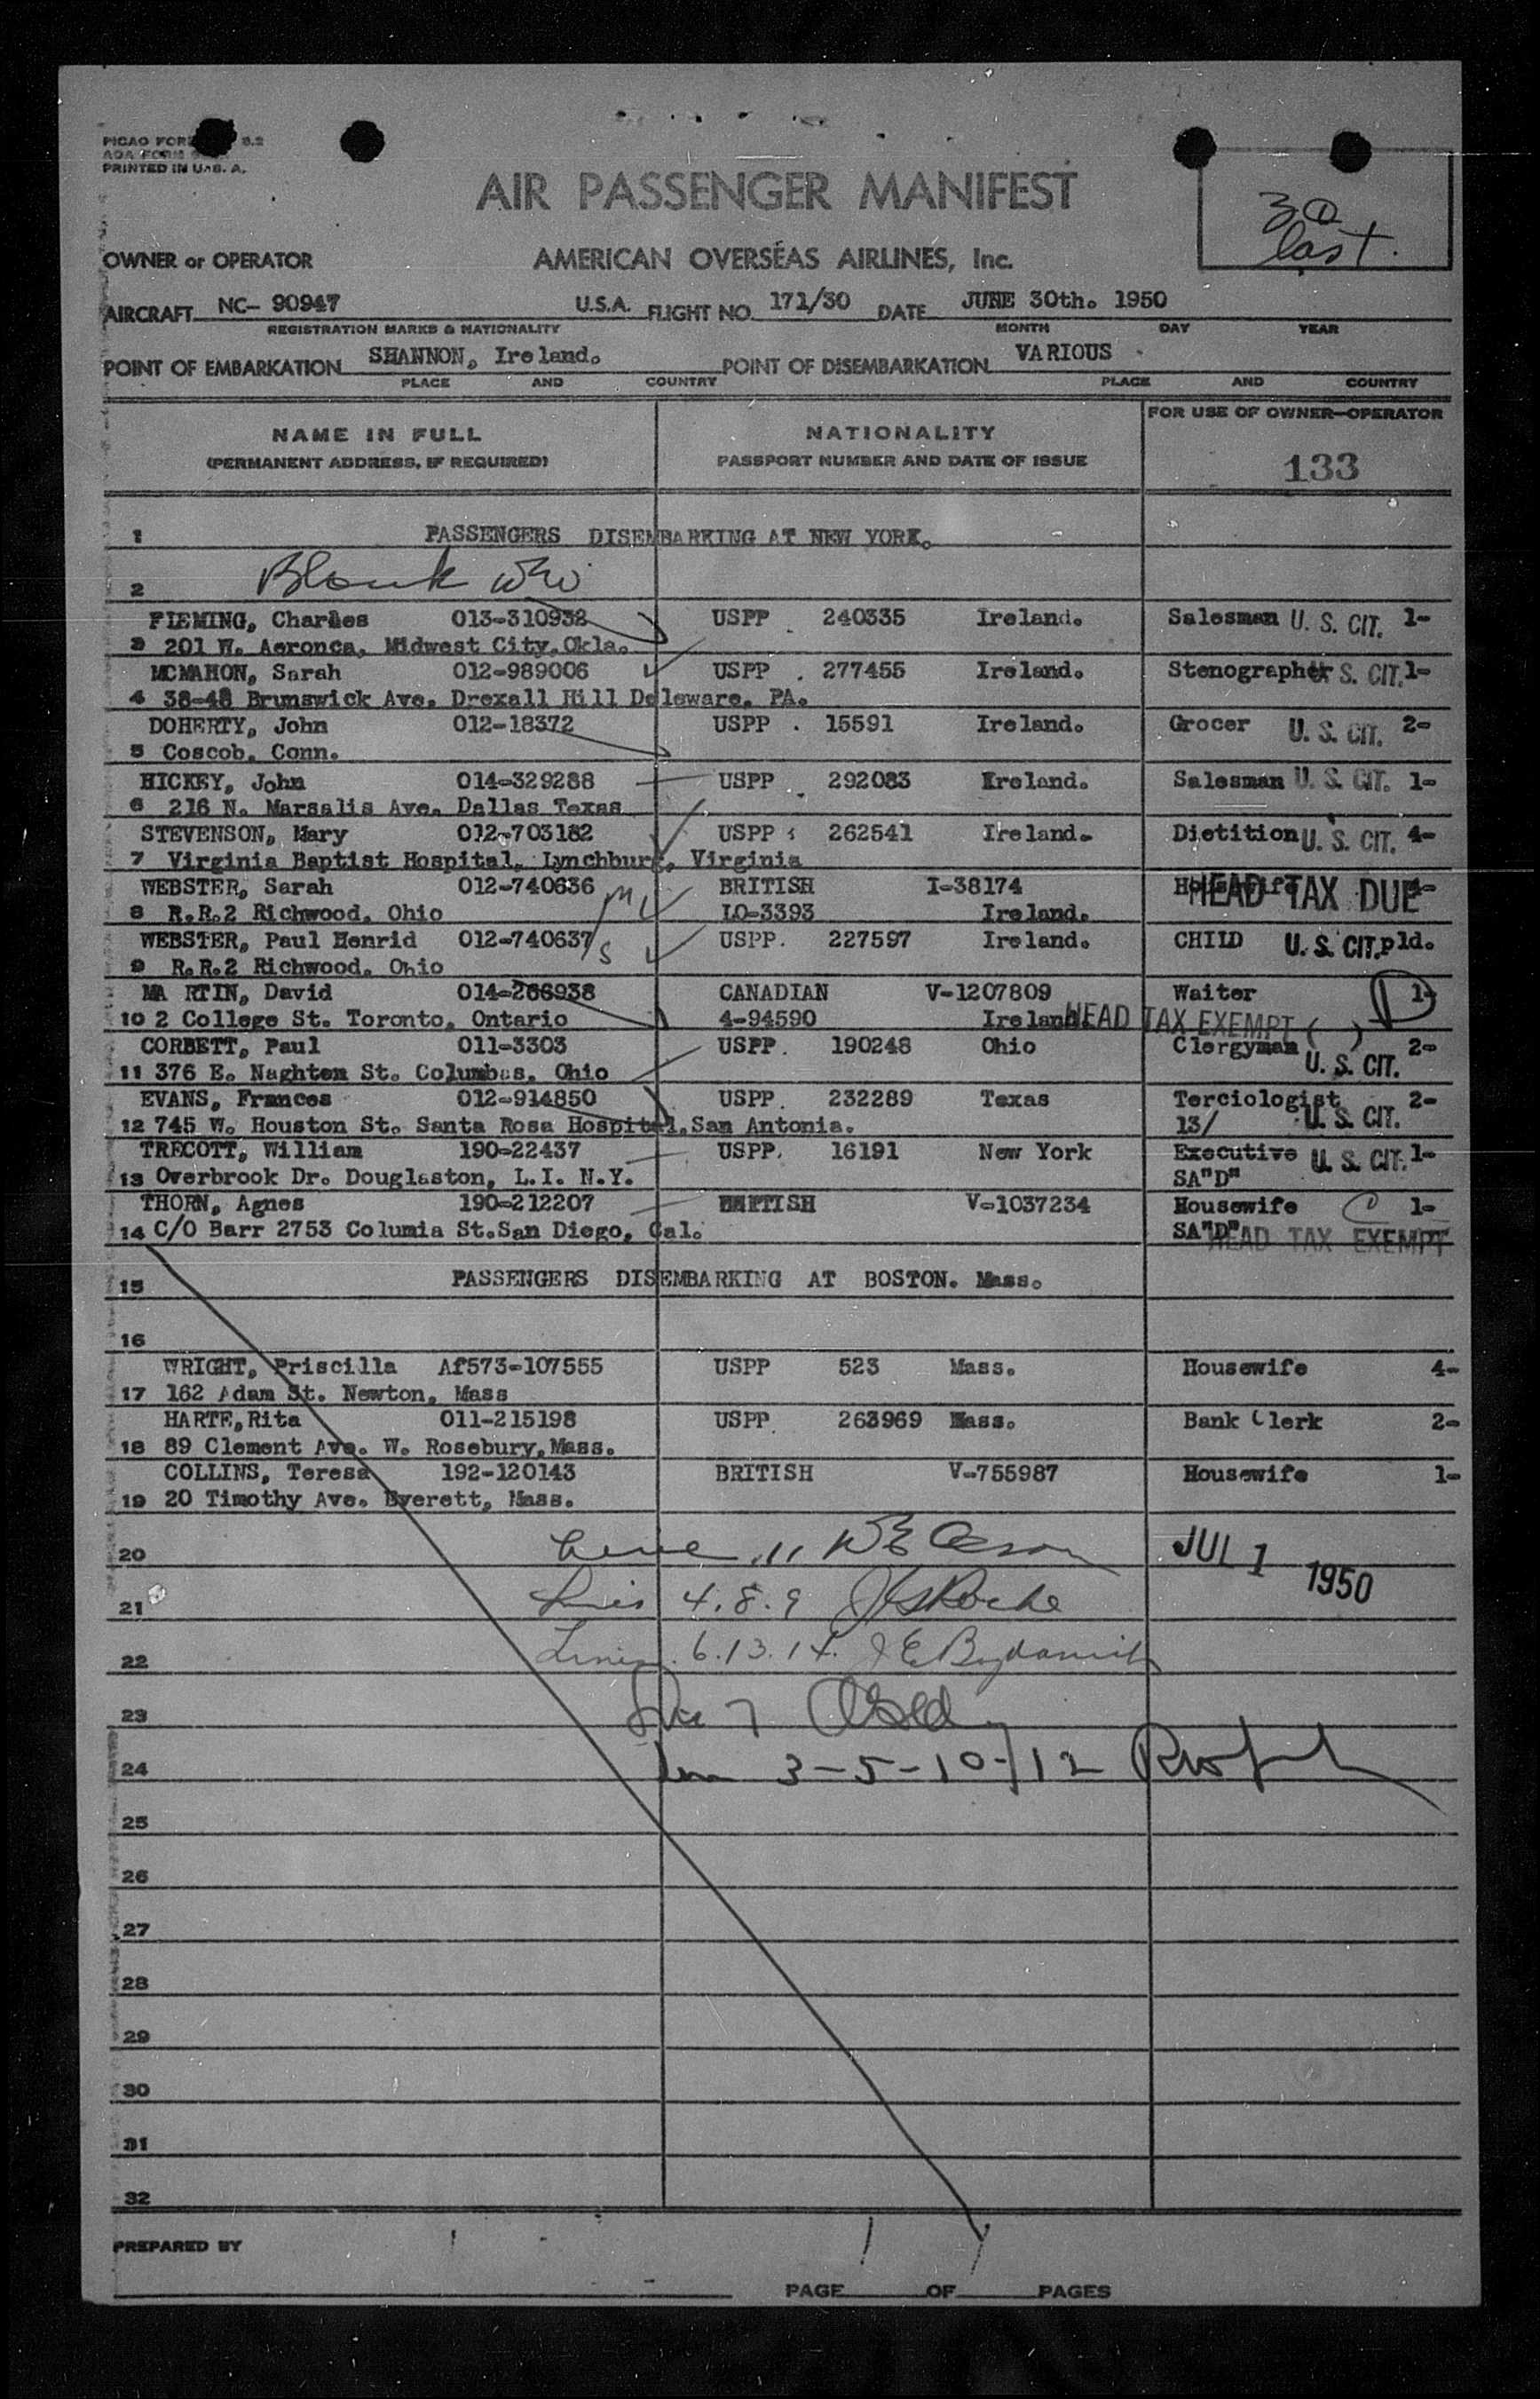 PICAO FOR 8.2
AOA FORM
PRINTED IN U.S.A.
AIR PASSENGER MANIFEST
30
last.
OWNER or OPERATOR AMERICAN OVERSEAS AIRLINES, Inc.
AIRCRAFT NC- 90947 U.S.A. FLIGHT NO. 171/30 DATE JUNE 30th. 1950
REGISTRATION MARKS & NATIONALITY MONTH DAY YEAR
POINT OF EMBARKATION SHANNON, Ireland. POINT OF DISEMBARKATION VARIOUS
PLACE AND COUNTRY PLACE AND COUNTRY
NAME IN FULL NATIONALITY FOR USE OF OWNER-OPERATOR
(PERMANENT ADDRESS, IF REQUIRED) PASSPORT NUMBER AND DATE OF ISSUE 133
1 PASSENGERS DISEMBARKING AT NEW YORK.
2 Blank
FLEMING, Charles 013-310932 USPP 240335 Ireland. Salesman U. S. CIT. 1-
3 201 W. Aeronca, Midwest City, Okla.
MCMAHON, Sarah 012-989006 USPP 277455 Ireland. Stenographer S. CIT. 1-
4 38-48 Brunswick Ave. Drexall Hill Deleware, PA.
DOHERTY, John 012-18372 USPP 15591 Ireland. Grocer U. S. CIT. 2-
5 Coscob, Conn.
HICKEY, John 014-329288 USPP 292083 Ireland. Salesman U. S. CIT. 1-
6 216 N. Marsalis Ave. Dallas Texas
STEVENSON, Mary 012-703182 USPP 262541 Ireland. Dietition U. S. CIT. 4-
7 Virginia Baptist Hospital, Lynchburg, Virginia
WEBSTER, Sarah 012-740636 M BRITISH I-38174 HEAD TAX DUE
8 R.R.2 Richwood, Ohio LO-3393 Ireland.
WEBSTER, Paul Henrid 012-740637 S USPP. 227597 Ireland. CHILD U. S. CIT. pld.
9 R.R.2 Richwood, Ohio
MA RTIN, David 014-266938 CANADIAN V-1207809 Waiter D 1-
10 2 College St. Toronto, Ontario 4-94590 Ireland. HEAD TAX EXEMPT ( )
CORBETT, Paul 011-3303 USPP. 190248 Ohio Clergyman 2-
11 376 E. Naghten St. Columbus, Ohio U. S. CIT.
EVANS, Frances 012-914850 USPP. 232289 Texas Terciologist 2-
12 745 W. Houston St. Santa Rosa Hospital, San Antonia. 13/ U. S. CIT.
TRECOTT, William 190-22437 USPP. 16191 New York Executive U. S. CIT. 1-
13 Overbrook Dr. Douglaston, L.I. N.Y. SA"D"
THORN, Agnes 190-212207 BRITISH V-1037234 Housewife C 1-
14 C/O Barr 2753 Columia St. San Diego, Cal. SA"D" HEAD TAX EXEMPT
15 PASSENGERS DISEMBARKING AT BOSTON. Mass.
16
WRIGHT, Priscilla Af573-107555 USPP 523 Mass. Housewife 4-
17 162 Adam St. Newton, Mass
HARTE, Rita 011-215198 USPP 263969 Mass. Bank Clerk 2-
18 89 Clement Ave. W. Rosebury, Mass.
COLLINS, Teresa 192-120143 BRITISH V-755987 Housewife 1-
19 20 Timothy Ave. Everett, Mass.
20 11 JUL 1 1950
21 4.8.9
22 Lines 6.13.14.
23 7
24 3-5-10-12
25
26
27
28
29
30
31
32
PREPARED BY
PAGE OF PAGES